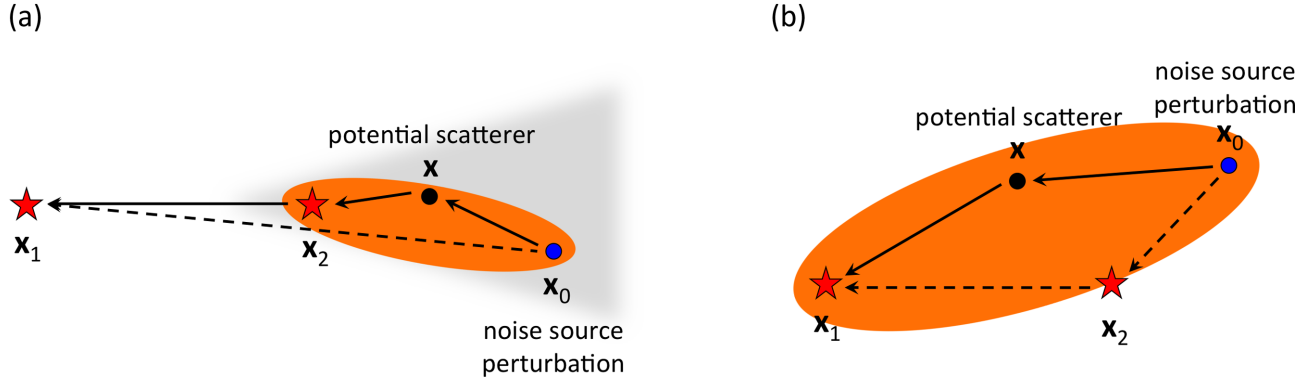 (a)
potential scatterer
x
x1
x2
x0
noise source
perturbation
(b)
noise source
perturbation
potential scatterer
x0
x
x1
x2